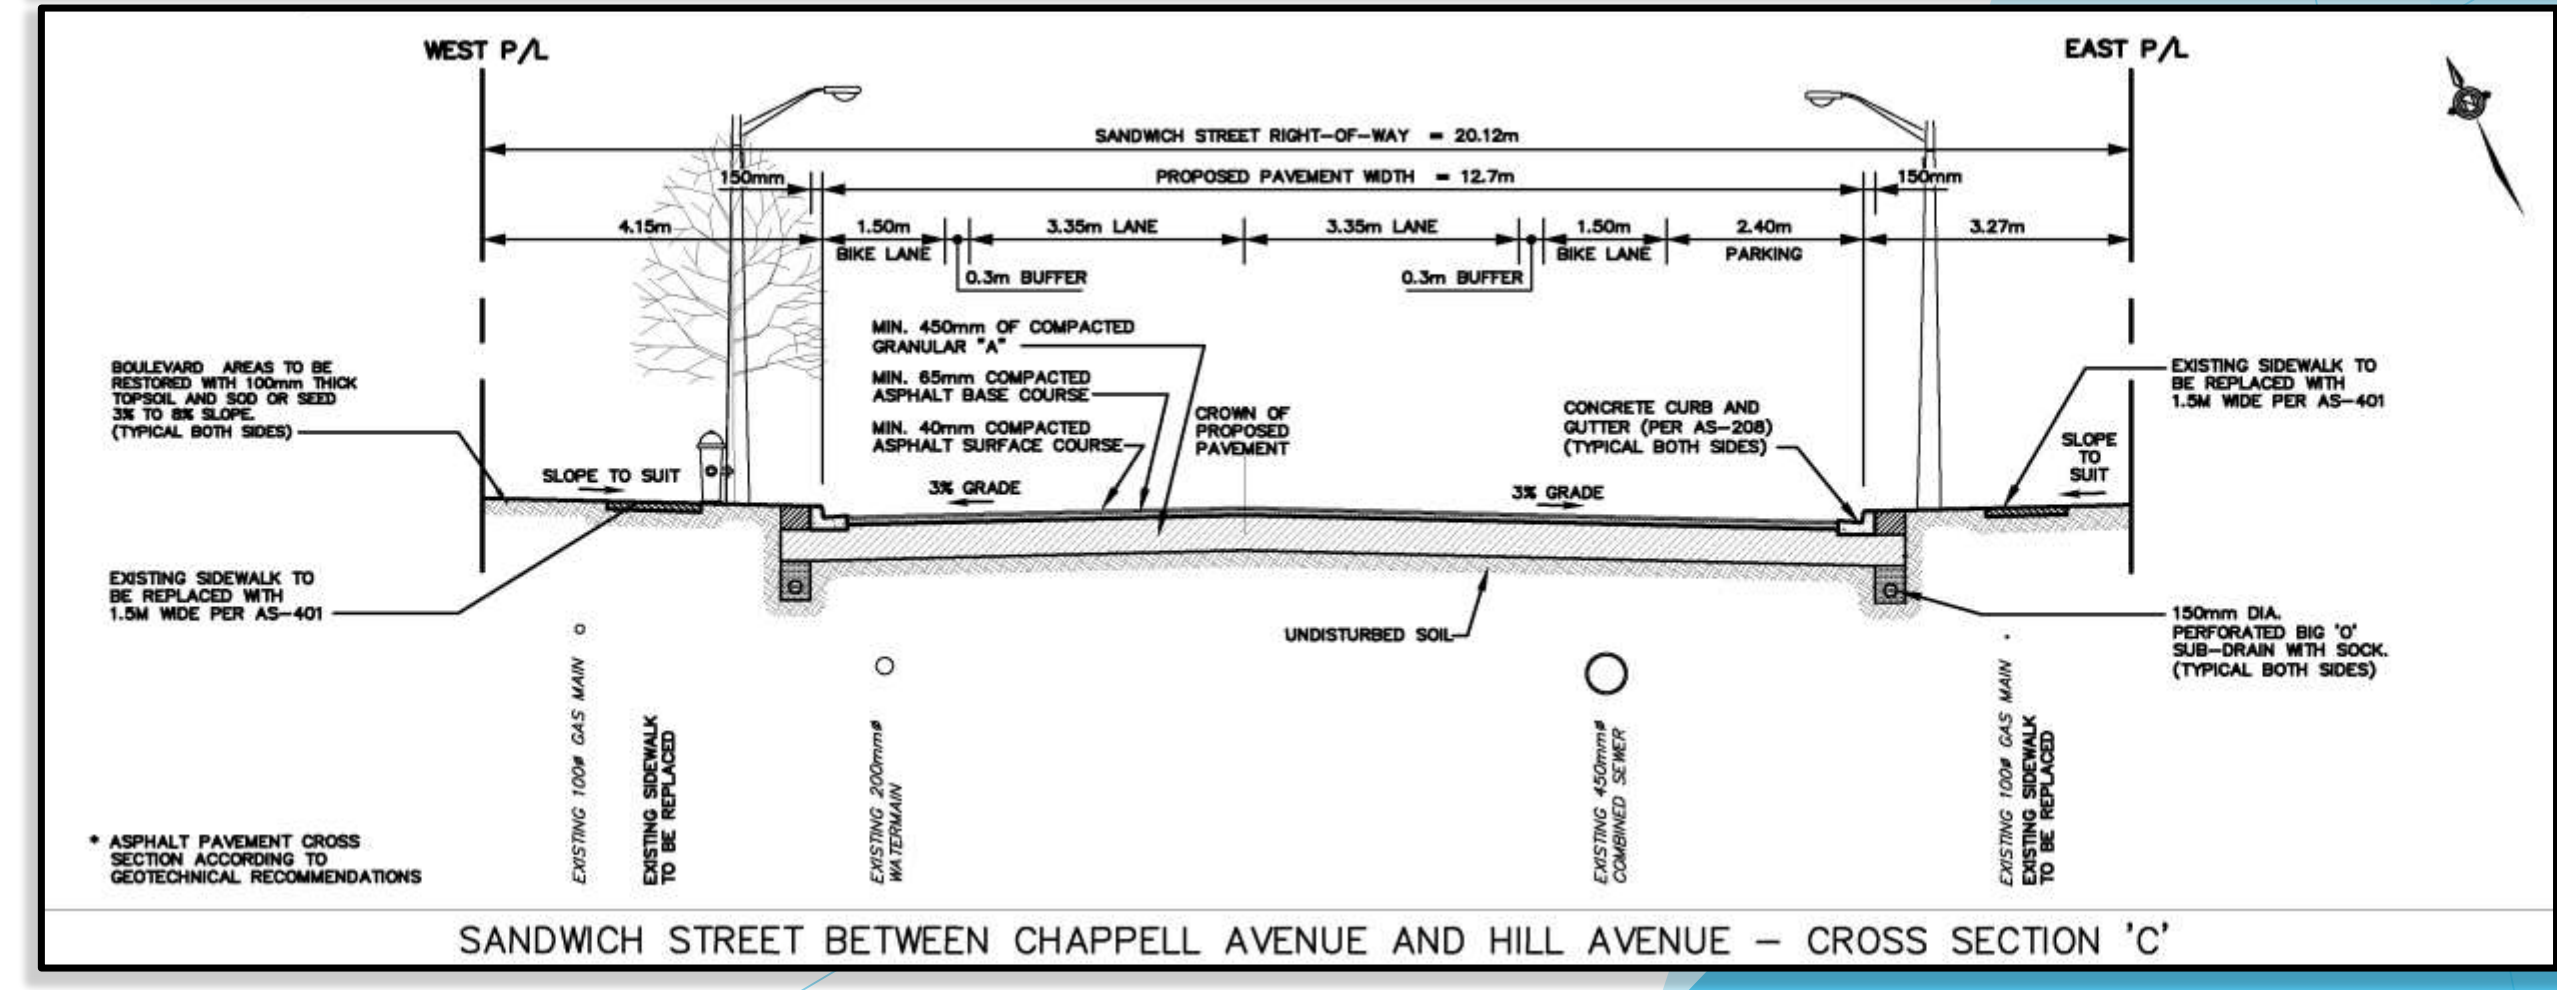 WEST P/L
EAST P/L
SANDWICH STREET RIGHT-OF-WAY = 20.12m
150mm
PROPOSED PAVEMENT WIDTH = 12.7m
150mm
4.15m
1.50m
BIKE LANE
3.35m LANE
3.35m LANE
1.50m
BIKE LANE
2.40m
PARKING
3.27m
0.3m BUFFER
0.3m BUFFER
MIN. 450mm OF COMPACTED
GRANULAR "A"
MIN. 65mm COMPACTED
ASPHALT BASE COURSE
MIN. 40mm COMPACTED
ASPHALT SURFACE COURSE
CROWN OF
PROPOSED
PAVEMENT
CONCRETE CURB AND
GUTTER (PER AS-208)
(TYPICAL BOTH SIDES)
BOULEVARD AREAS TO BE
RESTORED WITH 100mm THICK
TOPSOIL AND SOD OR SEED
3% TO 8% SLOPE.
(TYPICAL BOTH SIDES)
EXISTING SIDEWALK TO
BE REPLACED WITH
1.5M WIDE PER AS-401
SLOPE
TO
SUIT
SLOPE TO SUIT
3% GRADE
3% GRADE
EXISTING SIDEWALK TO
BE REPLACED WITH
1.5M WIDE PER AS-401
UNDISTURBED SOIL
150mm DIA.
PERFORATED BIG 'O'
SUB-DRAIN WITH SOCK.
(TYPICAL BOTH SIDES)
EXISTING 100ø GAS MAIN
EXISTING SIDEWALK
TO BE REPLACED
EXISTING 200mmø
WATERMAIN
EXISTING 450mmø
COMBINED SEWER
EXISTING 100ø GAS MAIN
EXISTING SIDEWALK
TO BE REPLACED
* ASPHALT PAVEMENT CROSS
SECTION ACCORDING TO
GEOTECHNICAL RECOMMENDATIONS
SANDWICH STREET BETWEEN CHAPPELL AVENUE AND HILL AVENUE - CROSS SECTION 'C'